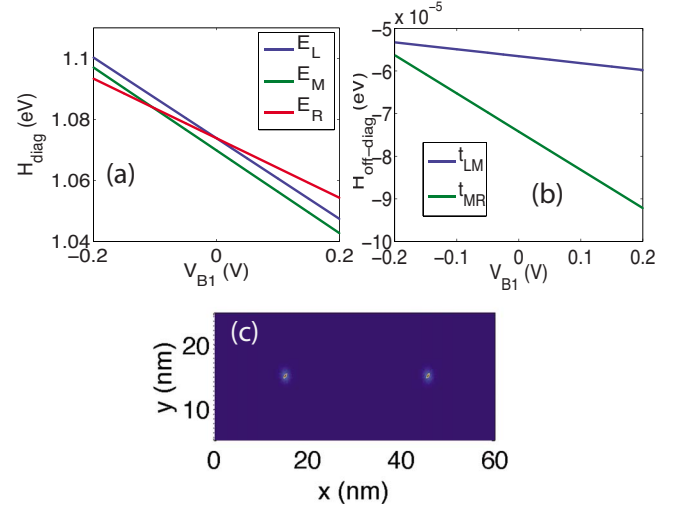 E_L
E_M
E_R
1.1
1.08
1.06
1.04
H_diag (eV)
(a)
-0.2
0
0.2
V_B1 (V)
× 10^-5
-5
-6
-7
-8
-9
-10
H_off-diag (eV)
t_LM
t_MR
(b)
-0.2
-0.1
0
0.1
0.2
V_B1 (V)
(c)
20
10
y (nm)
0
20
40
60
x (nm)